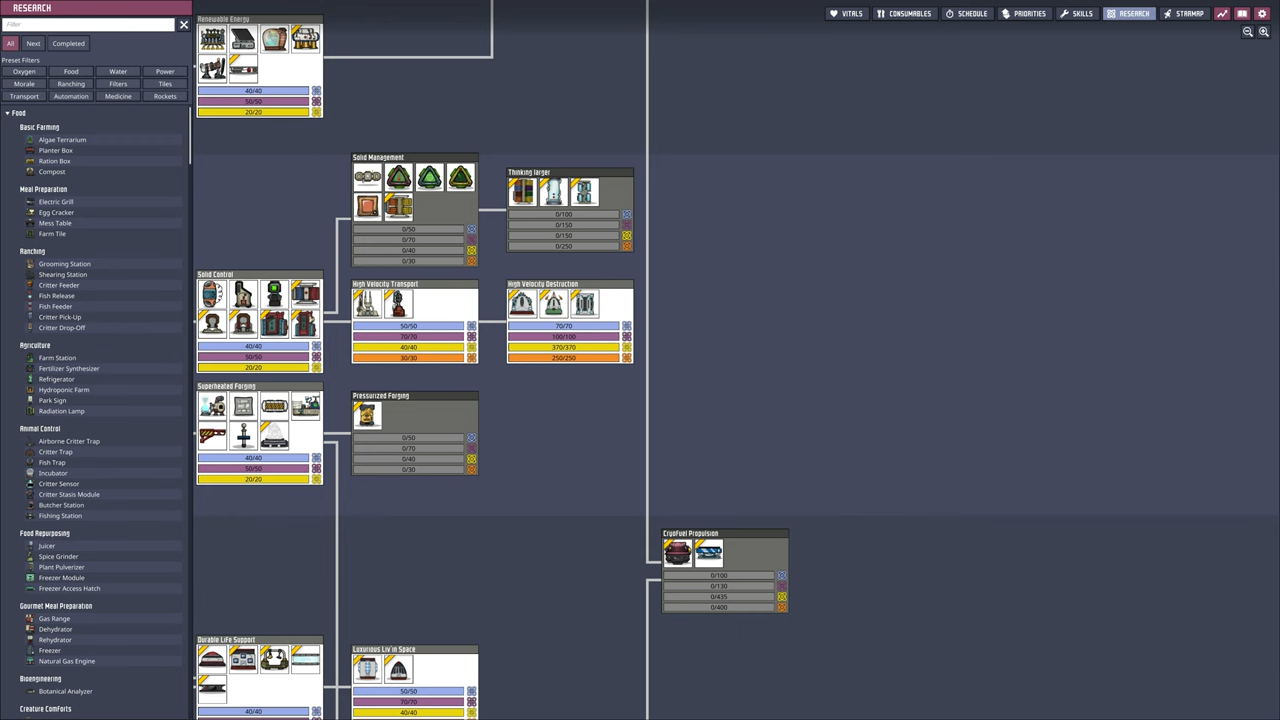 RESEARCH
VITALS
CONSUMABLES
SCHEDULE
PRIORITIES
SKILLS
RESEARCH
STARMAP
Filter
All
Next
Completed
Preset Filters
Oxygen
Food
Water
Power
Morale
Ranching
Filters
Tiles
Transport
Automation
Medicine
Rockets
Food
Basic Farming
Algae Terrarium
Planter Box
Ration Box
Compost
Meal Preparation
Electric Grill
Egg Cracker
Mess Table
Farm Tile
Ranching
Grooming Station
Shearing Station
Critter Feeder
Fish Release
Fish Feeder
Critter Pick-Up
Critter Drop-Off
Agriculture
Farm Station
Fertilizer Synthesizer
Refrigerator
Hydroponic Farm
Park Sign
Radiation Lamp
Animal Control
Airborne Critter Trap
Critter Trap
Fish Trap
Incubator
Critter Sensor
Critter Stasis Module
Butcher Station
Fishing Station
Food Repurposing
Juicer
Spice Grinder
Plant Pulverizer
Freezer Module
Freezer Access Hatch
Gourmet Meal Preparation
Gas Range
Dehydrator
Rehydrator
Freezer
Natural Gas Engine
Bioengineering
Botanical Analyzer
Creature Comforts
Renewable Energy
40/40
50/50
20/20
Solid Management
0/50
0/70
0/40
0/30
Thinking larger
0/100
0/150
0/150
0/250
Solid Control
40/40
50/50
20/20
High Velocity Transport
50/50
70/70
40/40
30/30
High Velocity Destruction
70/70
100/100
370/370
250/250
Superheated Forging
40/40
50/50
20/20
Pressurized Forging
0/50
0/70
0/40
0/30
CryoFuel Propulsion
0/100
0/130
0/435
0/400
Durable Life Support
40/40
Luxurious Liv'in Space
50/50
70/70
40/40